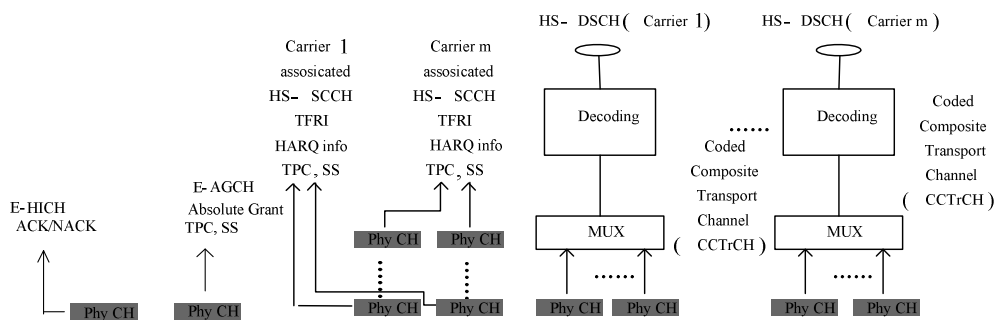 E-HICH
ACK/NACK
Phy CH
E- AGCH
Absolute Grant
TPC, SS
Phy CH
Carrier 1
assosicated
HS- SCCH
TFRI
HARQ info
TPC, SS
Carrier m
assosicated
HS- SCCH
TFRI
HARQ info
TPC, SS
Phy CH
Phy CH
Phy CH
Phy CH
HS- DSCH( Carrier 1)
Decoding
Coded
Composite
Transport
Channel
( CCTrCH )
MUX
......
Phy CH
Phy CH
......
HS- DSCH( Carrier m )
Decoding
Coded
Composite
Transport
Channel
( CCTrCH )
MUX
......
Phy CH
Phy CH